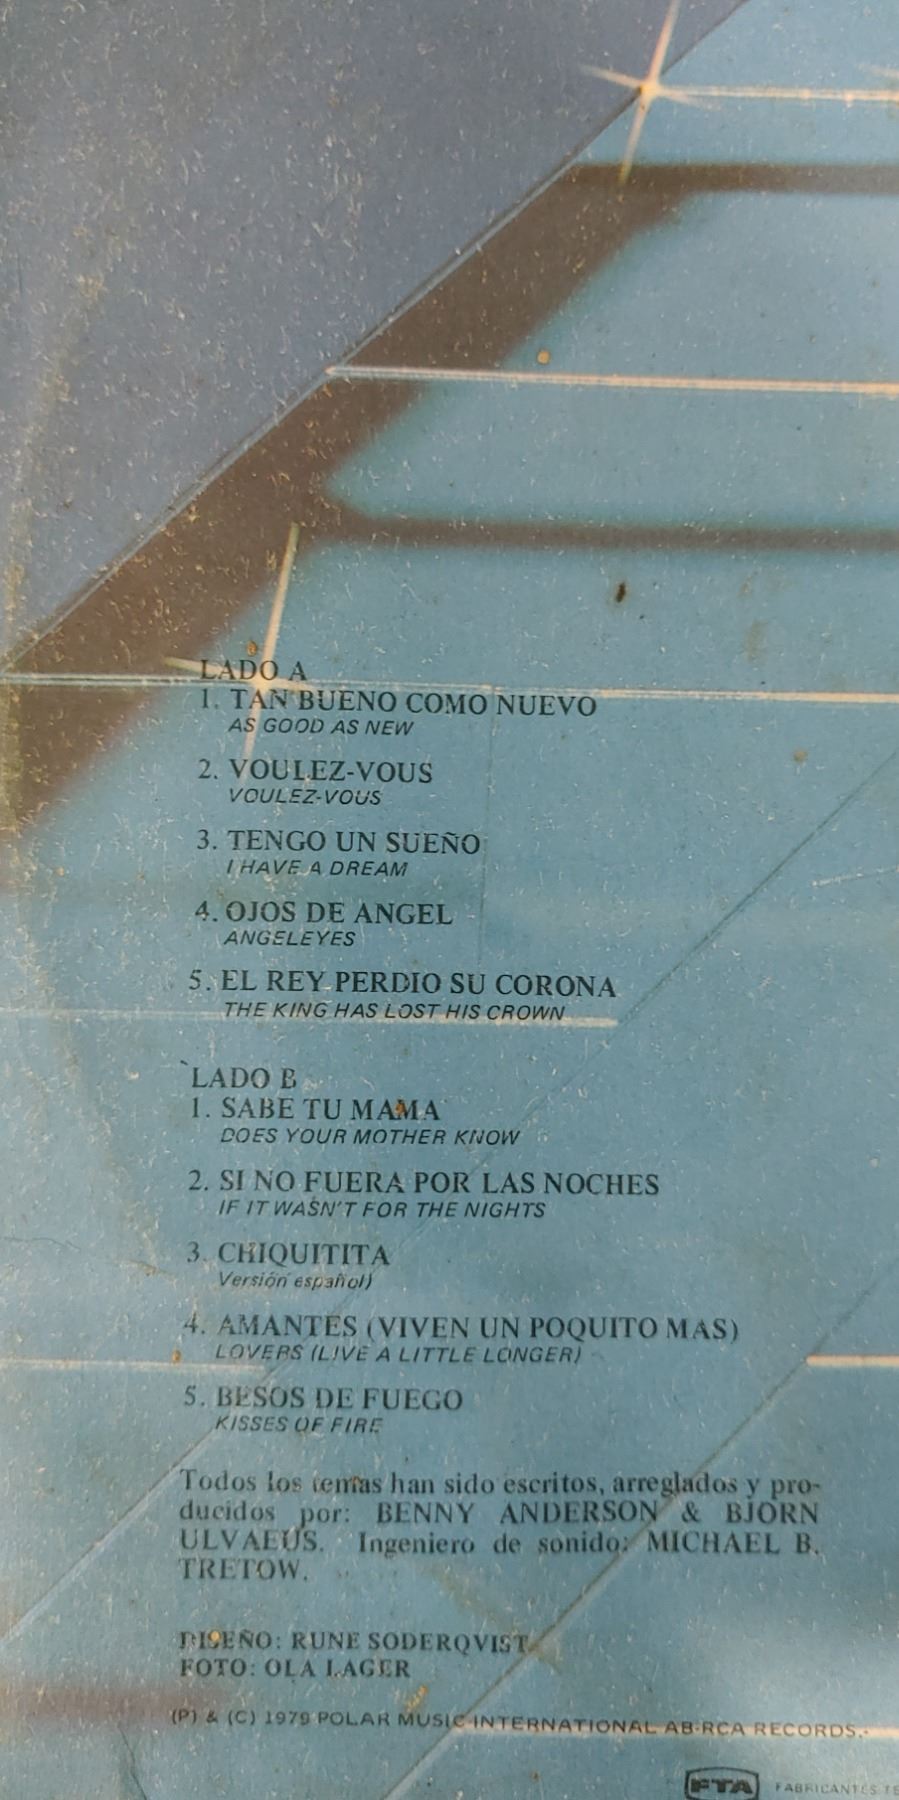 LADO A
1. TAN BUENO COMO NUEVO
AS GOOD AS NEW
2. VOULEZ-VOUS
VOULEZ-VOUS
3. TENGO UN SUEÑO
I HAVE A DREAM
4. OJOS DE ANGEL
ANGELEYES
5. EL REY PERDIO SU CORONA
THE KING HAS LOST HIS CROWN
LADO B
1. SABE TU MAMA
DOES YOUR MOTHER KNOW
2. SI NO FUERA POR LAS NOCHES
IF IT WASN'T FOR THE NIGHTS
3. CHIQUITITA
Versión español)
4. AMANTES (VIVEN UN POQUITO MAS)
LOVERS (LIVE A LITTLE LONGER)
5. BESOS DE FUEGO
KISSES OF FIRE
Todos los temas han sido escritos, arreglados y pro-
ducidos por: BENNY ANDERSON & BJORN
ULVAEUS. Ingeniero de sonido: MICHAEL B.
TRETOW.
DISEÑO: RUNE SODERQVIST
FOTO: OLA LAGER
(P) & (C) 1979 POLAR MUSIC INTERNATIONAL AB-RCA RECORDS.-
FTA FABRICANTES